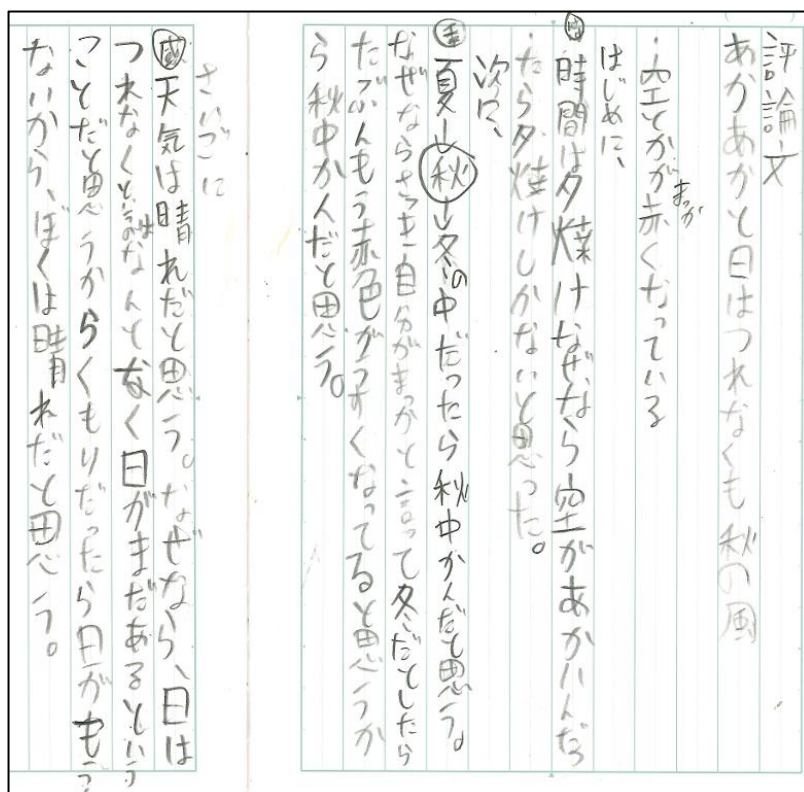 評論文
あかあかと日はつれなくも秋の風
・空とかが赤くなっている
まっか
はじめに、
時間は夕焼けなぜなら空があかいんだ
ったら夕焼けしかないと思った。
次に、
夏→秋→冬の中だったら秋中かんだと思う。
なぜならさっき自分がまっかと言って冬だとしたら
たぶんもう赤色がうすくなってると思うか
ら秋中かんだと思う。
さいごに
天気は晴れだと思う。なぜなら、日は
つれなくというのはなんとなく日がまだあるという
ことだと思うからくもりだったら日がもう
ないから、ぼくは晴れだと思う。